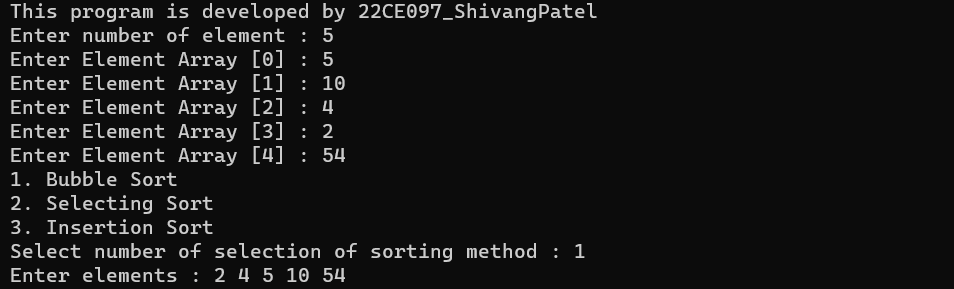 This program is developed by 22CE097_ShivangPatel
Enter number of element : 5
Enter Element Array [0] : 5
Enter Element Array [1] : 10
Enter Element Array [2] : 4
Enter Element Array [3] : 2
Enter Element Array [4] : 54
1. Bubble Sort
2. Selecting Sort
3. Insertion Sort
Select number of selection of sorting method : 1
Enter elements : 2 4 5 10 54